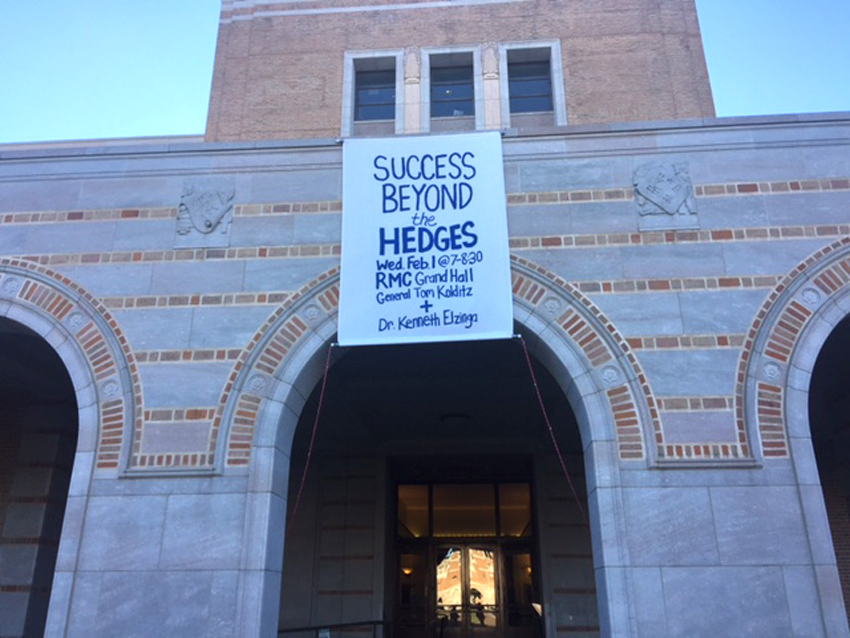 SUCCESS
BEYOND
the
HEDGES
Wed. Feb. 1 @ 7-8:30
RMC Grand Hall
General Tom Kolditz
+
Dr. Kenneth Elzinga